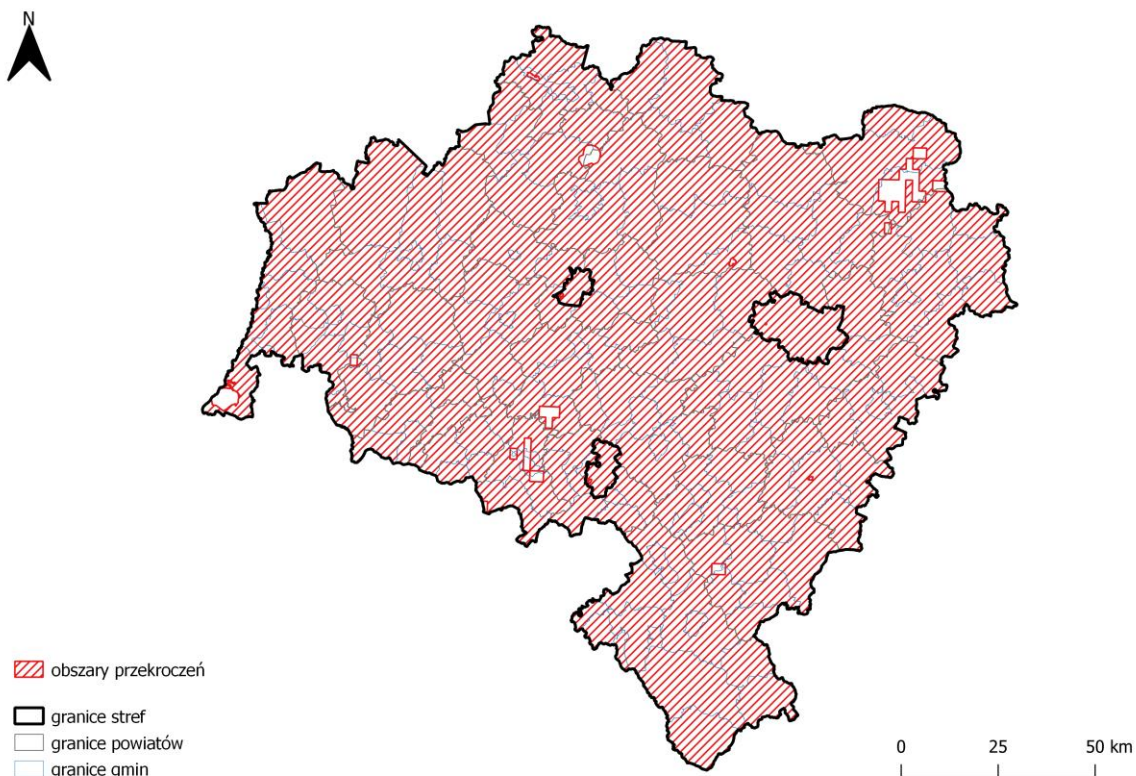 N
obszary przekroczeń
granice stref
granice powiatów
granice gmin
0 25 50 km